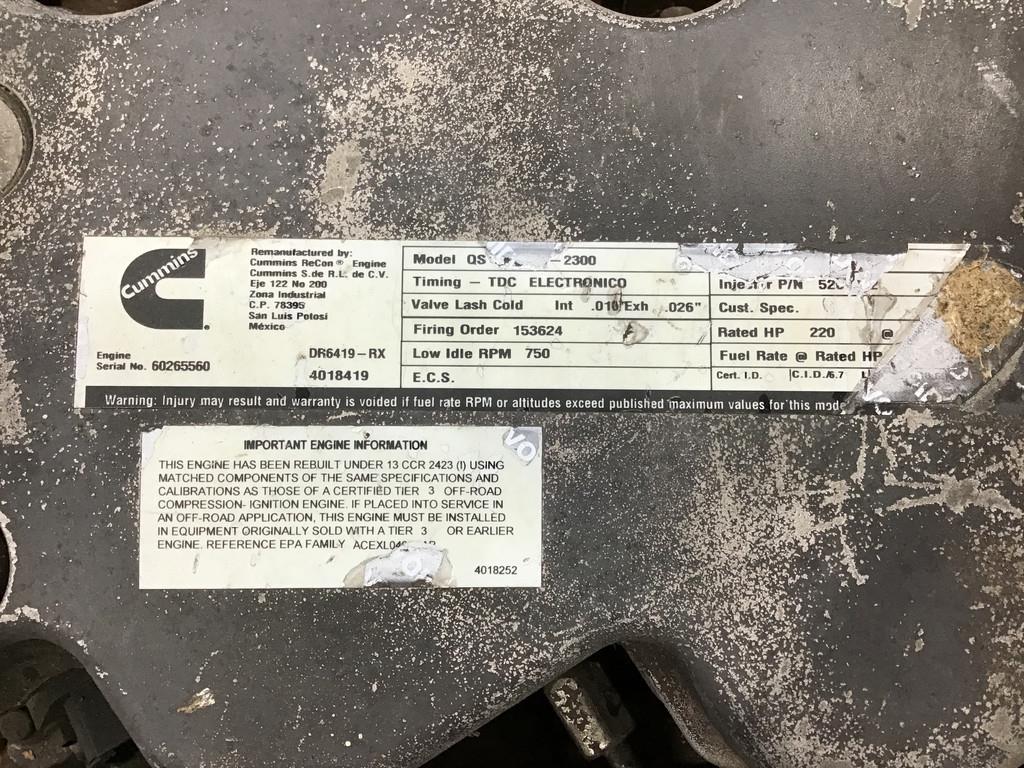 Cummins
Remanufactured by:
Cummins ReCon® Engine
Cummins S.de R.L. de C.V.
Eje 122 No 200
Zona Industrial
C.P. 78395
San Luis Potosi
México
Engine
Serial No. 60265560
DR6419-RX
4018419
Model QS -2300
Timing - TDC ELECTRONICO
Valve Lash Cold Int .010" Exh .026"
Firing Order 153624
Low Idle RPM 750
E.C.S.
Injector P/N
Cust. Spec.
Rated HP 220 @
Fuel Rate @ Rated HP
Cert. I.D. C.I.D./6.7
Warning: Injury may result and warranty is voided if fuel rate RPM or altitudes exceed published maximum values for this
IMPORTANT ENGINE INFORMATION
THIS ENGINE HAS BEEN REBUILT UNDER 13 CCR 2423 (I) USING
MATCHED COMPONENTS OF THE SAME SPECIFICATIONS AND
CALIBRATIONS AS THOSE OF A CERTIFIED TIER 3 OFF-ROAD
COMPRESSION- IGNITION ENGINE. IF PLACED INTO SERVICE IN
AN OFF-ROAD APPLICATION, THIS ENGINE MUST BE INSTALLED
IN EQUIPMENT ORIGINALLY SOLD WITH A TIER 3 OR EARLIER
ENGINE. REFERENCE EPA FAMILY
4018252